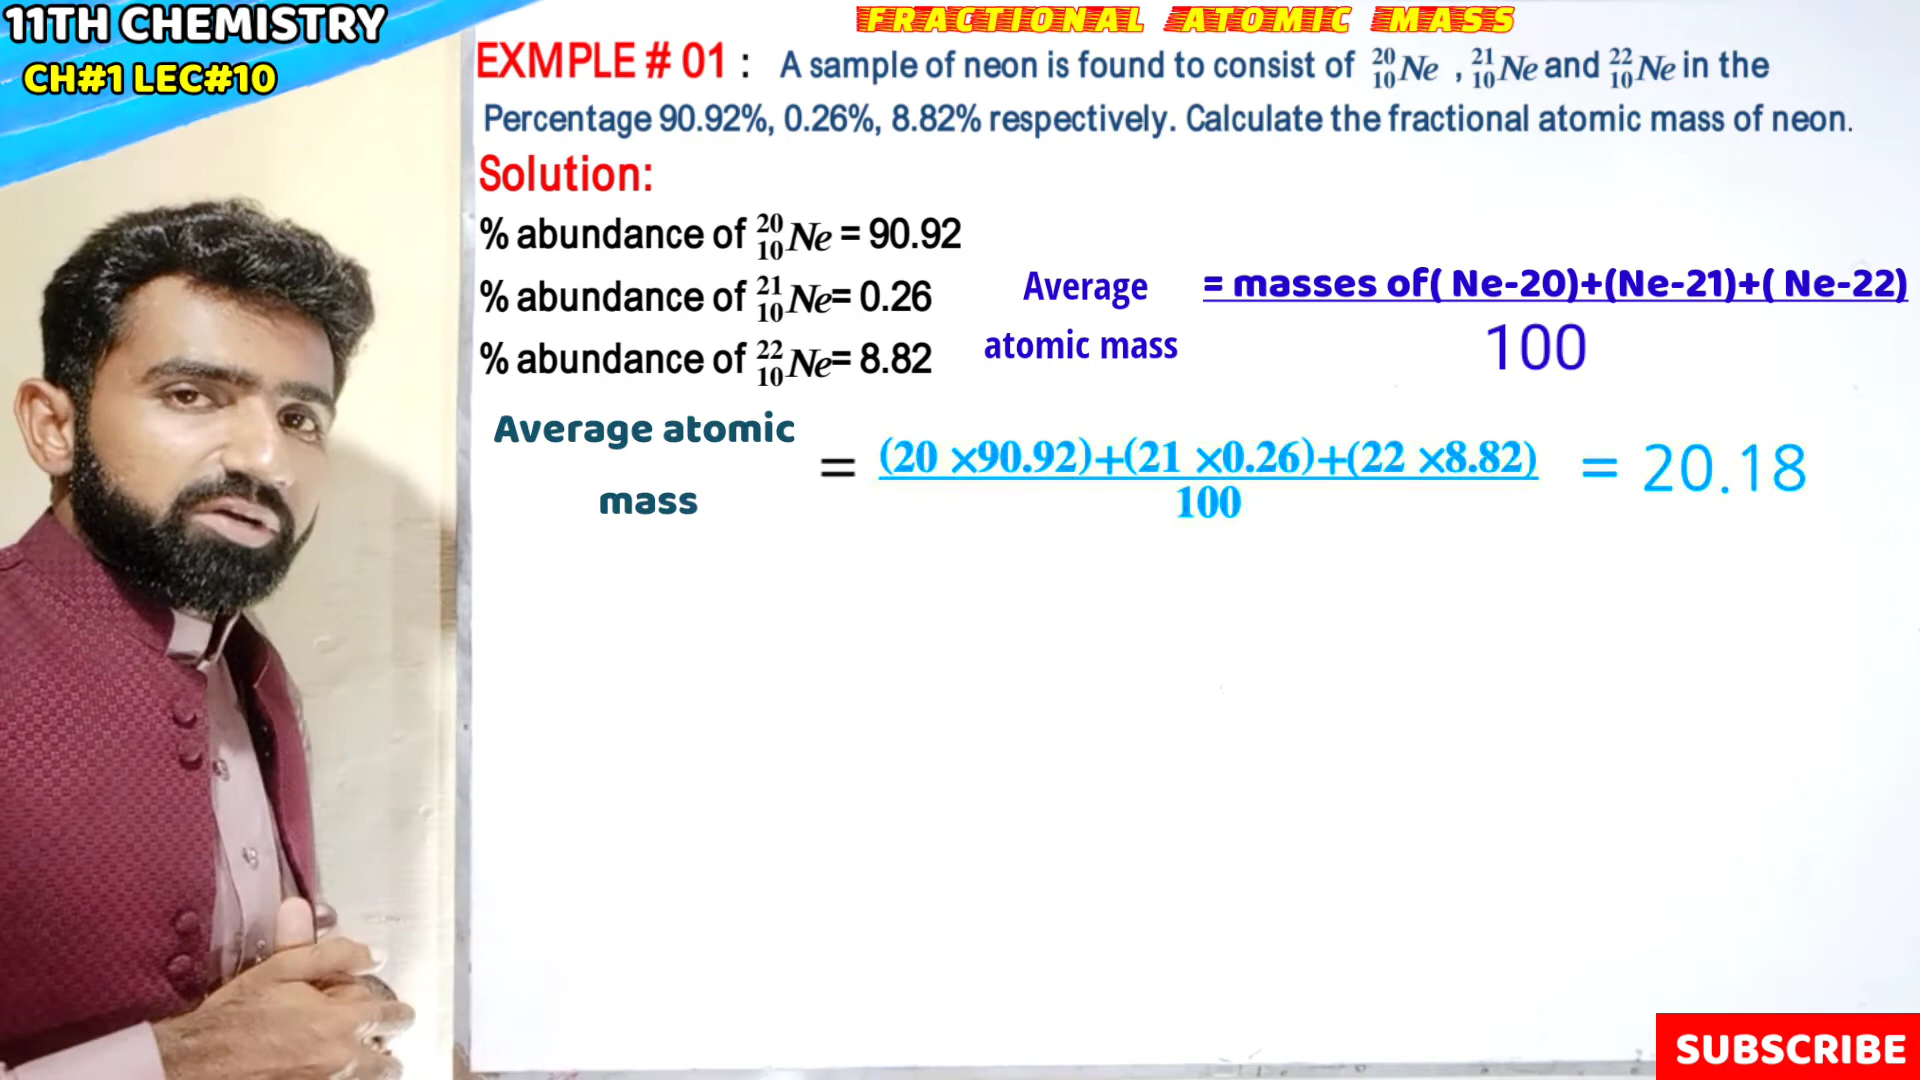 11TH CHEMISTRY
CH#1 LEC#10
FRACTIONAL ATOMIC MASS
EXMPLE # 01 : A sample of neon is found to consist of ²⁰₁₀Ne , ²¹₁₀Ne and ²²₁₀Ne in the
Percentage 90.92%, 0.26%, 8.82% respectively. Calculate the fractional atomic mass of neon.
Solution:
% abundance of ²⁰₁₀Ne = 90.92
% abundance of ²¹₁₀Ne= 0.26
% abundance of ²²₁₀Ne= 8.82
Average
atomic mass
= masses of( Ne-20)+(Ne-21)+( Ne-22)
100
Average atomic
mass
= (20 ×90.92)+(21 ×0.26)+(22 ×8.82)
100
= 20.18
SUBSCRIBE